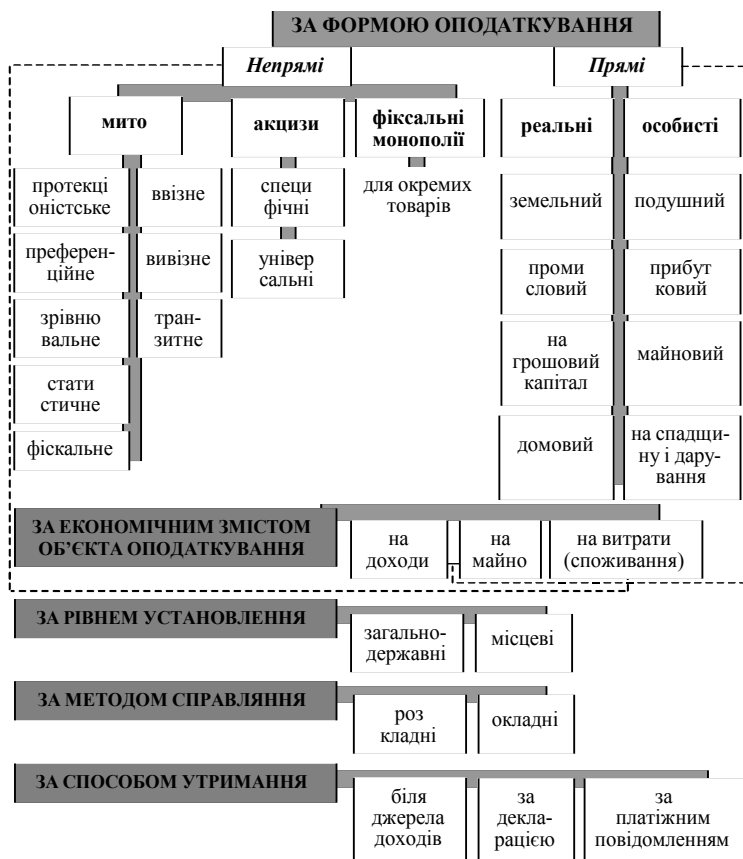 ЗА ФОРМОЮ ОПОДАТКУВАННЯ
Непрямі
Прямі
мито
акцизи
фіксальні
монополії
реальні
особисті
протекці
оністське
ввізне
специ
фічні
для окремих
товарів
земельний
подушний
преферен-
ційне
вивізне
універ
сальні
проми
словий
прибут
ковий
зрівню
вальне
тран-
зитне
на
грошовий
капітал
майновий
стати
стичне
фіскальне
домовий
на спадщи-
ну і дару-
вання
ЗА ЕКОНОМІЧНИМ ЗМІСТОМ
ОБ’ЄКТА ОПОДАТКУВАННЯ
на
доходи
на
майно
на витрати
(споживання)
ЗА РІВНЕМ УСТАНОВЛЕННЯ
загально-
державні
місцеві
ЗА МЕТОДОМ СПРАВЛЯННЯ
роз
кладні
окладні
ЗА СПОСОБОМ УТРИМАННЯ
біля
джерела
доходів
за
декла-
рацією
за
платіжним
повідомленням